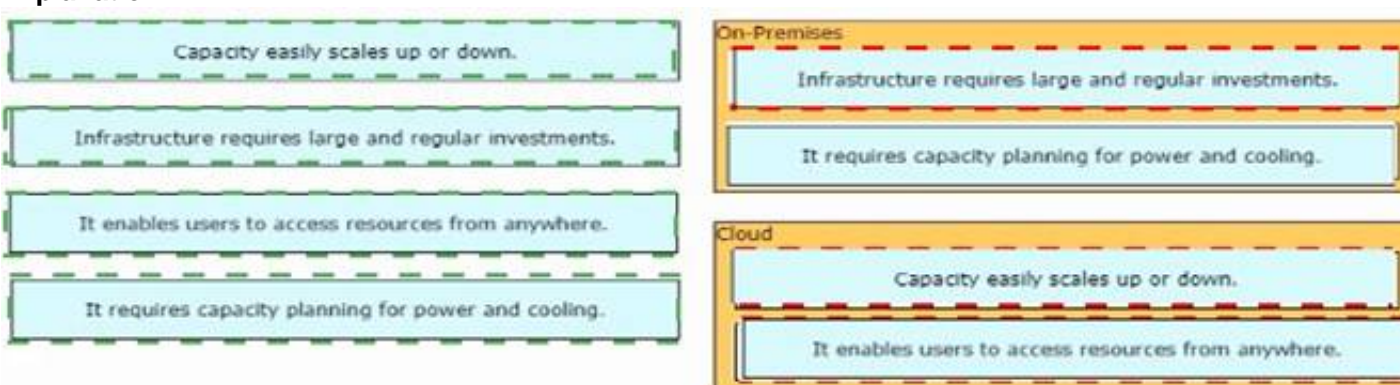 Capacity easily scales up or down.
Infrastructure requires large and regular investments.
It enables users to access resources from anywhere.
It requires capacity planning for power and cooling.
On-Premises
Infrastructure requires large and regular investments.
It requires capacity planning for power and cooling.
Cloud
Capacity easily scales up or down.
It enables users to access resources from anywhere.